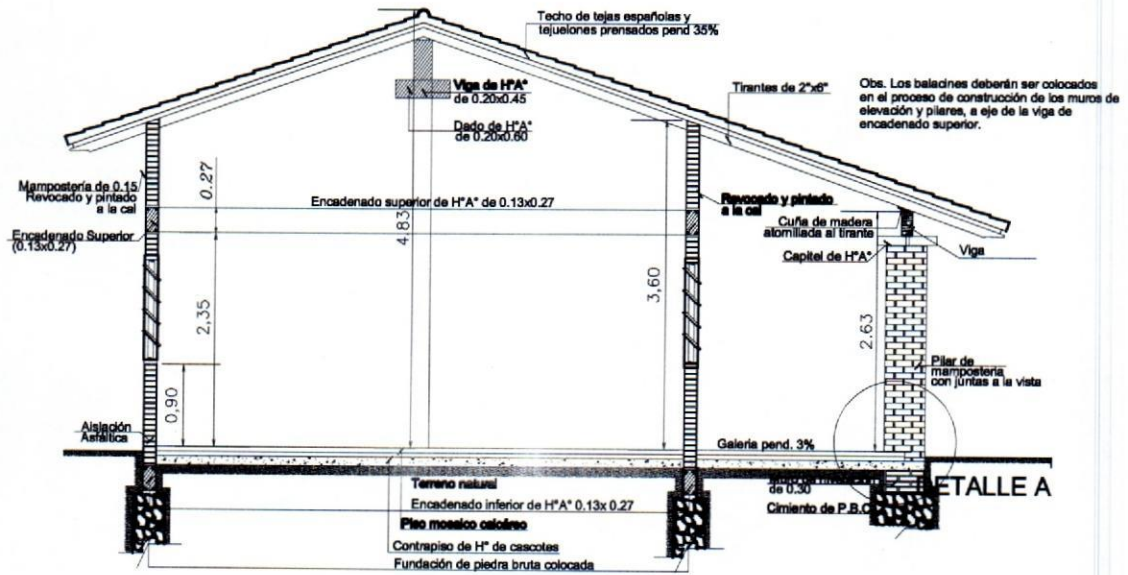 Techo de tejas españolas y
tejuelones prensados pend 35%
Viga de H°A°
de 0.20x0.45
Tirantes de 2"x6"
Obs. Los balacines deberán ser colocados
en el proceso de construcción de los muros de
elevación y pilares, a eje de la viga de
encadenado superior.
Dado de H°A°
de 0.20x0.60
Mampostería de 0.15
Revocado y pintado
a la cal
0.27
Encadenado superior de H°A° de 0.13x0.27
4.83
Revocado y pintado
a la cal
Cuña de madera
atornillada al tirante
Encadenado Superior
(0.13x0.27)
Capitel de H°A°
Viga
2,35
3,60
2.63
Pilar de
mampostería
con juntas a la vista
0,90
Aislación
Asfáltica
Galeria pend. 3%
Terreno natural
de 0.30
DETALLE A
Encadenado inferior de H°A° 0.13x 0.27
Cimiento de P.B.C
Piso mosaico calcáreo
Contrapiso de H° de cascotes
Fundación de piedra bruta colocada